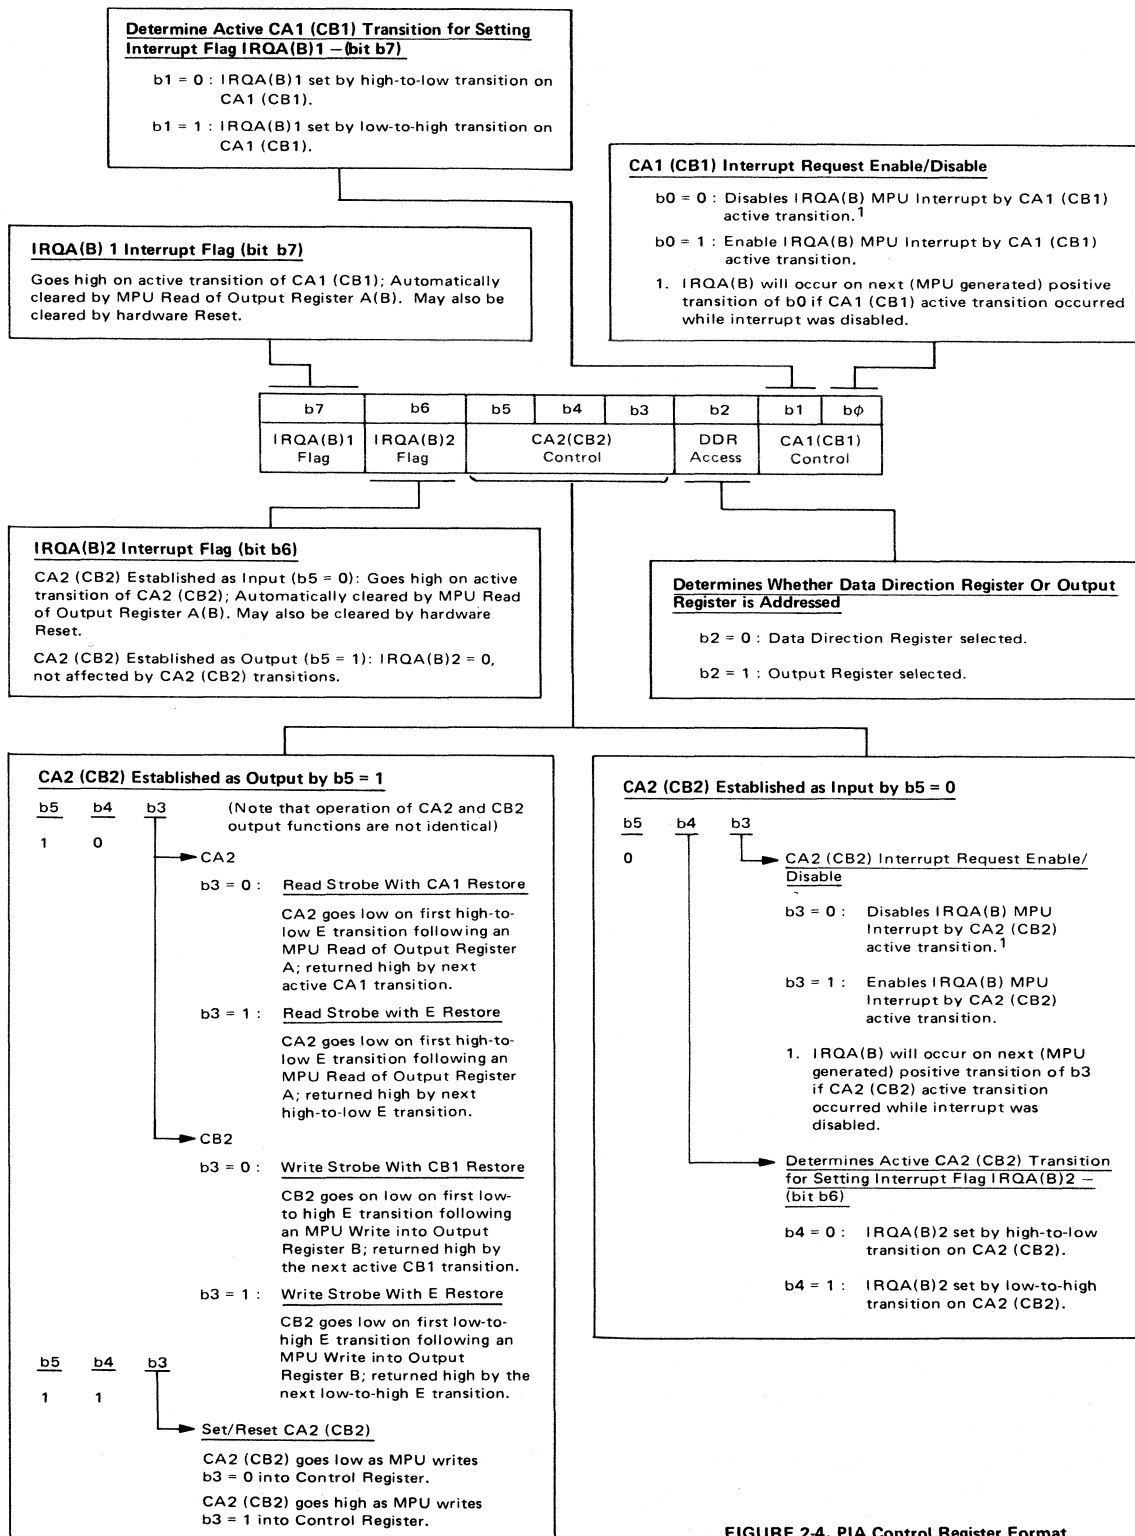 Determine Active CA1 (CB1) Transition for Setting
Interrupt Flag IRQA(B)1 —(bit b7)
b1 = 0 : IRQA(B)1 set by high-to-low transition on
CA1 (CB1).
b1 = 1 : IRQA(B)1 set by low-to-high transition on
CA1 (CB1).
CA1 (CB1) Interrupt Request Enable/Disable
b0 = 0 : Disables IRQA(B) MPU Interrupt by CA1 (CB1)
active transition.1
b0 = 1 : Enable IRQA(B) MPU Interrupt by CA1 (CB1)
active transition.
1. IRQA(B) will occur on next (MPU generated) positive
transition of b0 if CA1 (CB1) active transition occurred
while interrupt was disabled.
IRQA(B) 1 Interrupt Flag (bit b7)
Goes high on active transition of CA1 (CB1); Automatically
cleared by MPU Read of Output Register A(B). May also be
cleared by hardware Reset.
b7 b6 b5 b4 b3 b2 b1 bϕ
IRQA(B)1 IRQA(B)2 CA2(CB2) DDR CA1(CB1)
Flag Flag Control Access Control
IRQA(B)2 Interrupt Flag (bit b6)
CA2 (CB2) Established as Input (b5 = 0): Goes high on active
transition of CA2 (CB2); Automatically cleared by MPU Read
of Output Register A(B). May also be cleared by hardware
Reset.
CA2 (CB2) Established as Output (b5 = 1): IRQA(B)2 = 0,
not affected by CA2 (CB2) transitions.
Determines Whether Data Direction Register Or Output
Register is Addressed
b2 = 0 : Data Direction Register selected.
b2 = 1 : Output Register selected.
CA2 (CB2) Established as Output by b5 = 1
b5 b4 b3 (Note that operation of CA2 and CB2
output functions are not identical)
1 0
CA2
b3 = 0 : Read Strobe With CA1 Restore
CA2 goes low on first high-to-
low E transition following an
MPU Read of Output Register
A; returned high by next
active CA1 transition.
b3 = 1 : Read Strobe with E Restore
CA2 goes low on first high-to-
low E transition following an
MPU Read of Output Register
A; returned high by next
high-to-low E transition.
CB2
b3 = 0 : Write Strobe With CB1 Restore
CB2 goes on low on first low-
to high E transition following
an MPU Write into Output
Register B; returned high by
the next active CB1 transition.
b3 = 1 : Write Strobe With E Restore
CB2 goes low on first low-to-
high E transition following an
MPU Write into Output
Register B; returned high by the
next low-to-high E transition.
b5 b4 b3
1 1
Set/Reset CA2 (CB2)
CA2 (CB2) goes low as MPU writes
b3 = 0 into Control Register.
CA2 (CB2) goes high as MPU writes
b3 = 1 into Control Register.
CA2 (CB2) Established as Input by b5 = 0
b5 b4 b3
0
CA2 (CB2) Interrupt Request Enable/
Disable
b3 = 0 : Disables IRQA(B) MPU
Interrupt by CA2 (CB2)
active transition.1
b3 = 1 : Enables IRQA(B) MPU
Interrupt by CA2 (CB2)
active transition.
1. IRQA(B) will occur on next (MPU
generated) positive transition of b3
if CA2 (CB2) active transition
occurred while interrupt was
disabled.
Determines Active CA2 (CB2) Transition
for Setting Interrupt Flag IRQA(B)2 —
(bit b6)
b4 = 0 : IRQA(B)2 set by high-to-low
transition on CA2 (CB2).
b4 = 1 : IRQA(B)2 set by low-to-high
transition on CA2 (CB2).
FIGURE 2-4. PIA Control Register Format